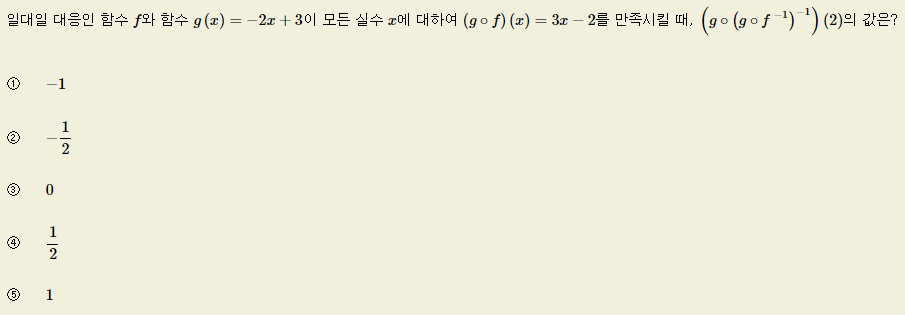 일대일 대응인 함수 $f$와 함수 $g(x)=-2x+3$이 모든 실수 $x$에 대하여 $(g\circ f)(x)=3x-2$를 만족시킬 때, $\left(g\circ\left(g\circ f^{-1}\right)^{-1}\right)(2)$의 값은?
① $-1$
② $-\dfrac{1}{2}$
③ $0$
④ $\dfrac{1}{2}$
⑤ $1$